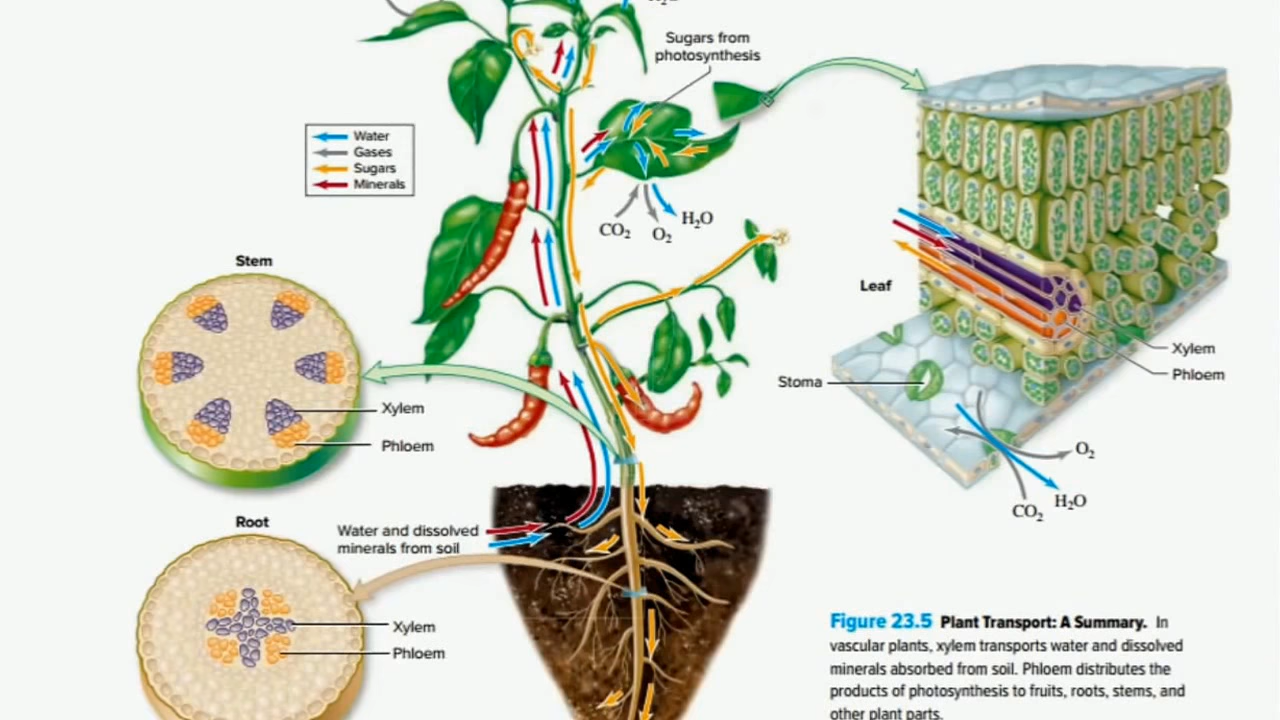 Sugars from
photosynthesis
Water
Gases
Sugars
Minerals
CO₂
O₂
H₂O
Stem
Xylem
Phloem
Leaf
Xylem
Phloem
Stoma
O₂
H₂O
CO₂
Root
Water and dissolved
minerals from soil
Xylem
Phloem
Figure 23.5 Plant Transport: A Summary. In
vascular plants, xylem transports water and dissolved
minerals absorbed from soil. Phloem distributes the
products of photosynthesis to fruits, roots, stems, and
other plant parts.